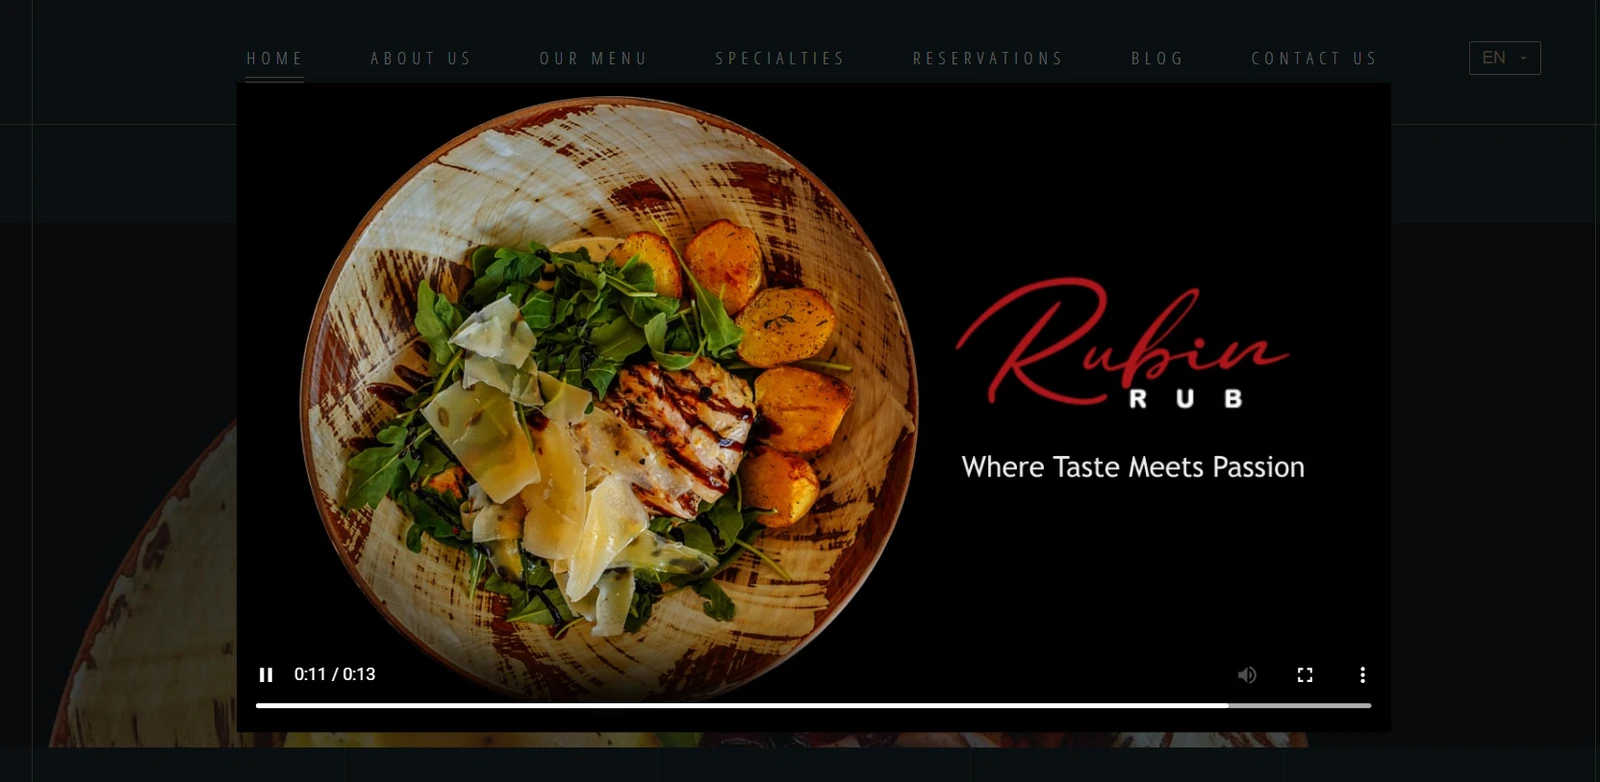 HOME ABOUT US OUR MENU SPECIALTIES RESERVATIONS BLOG CONTACT US EN
Rubin
RUB
Where Taste Meets Passion
0:11 / 0:13